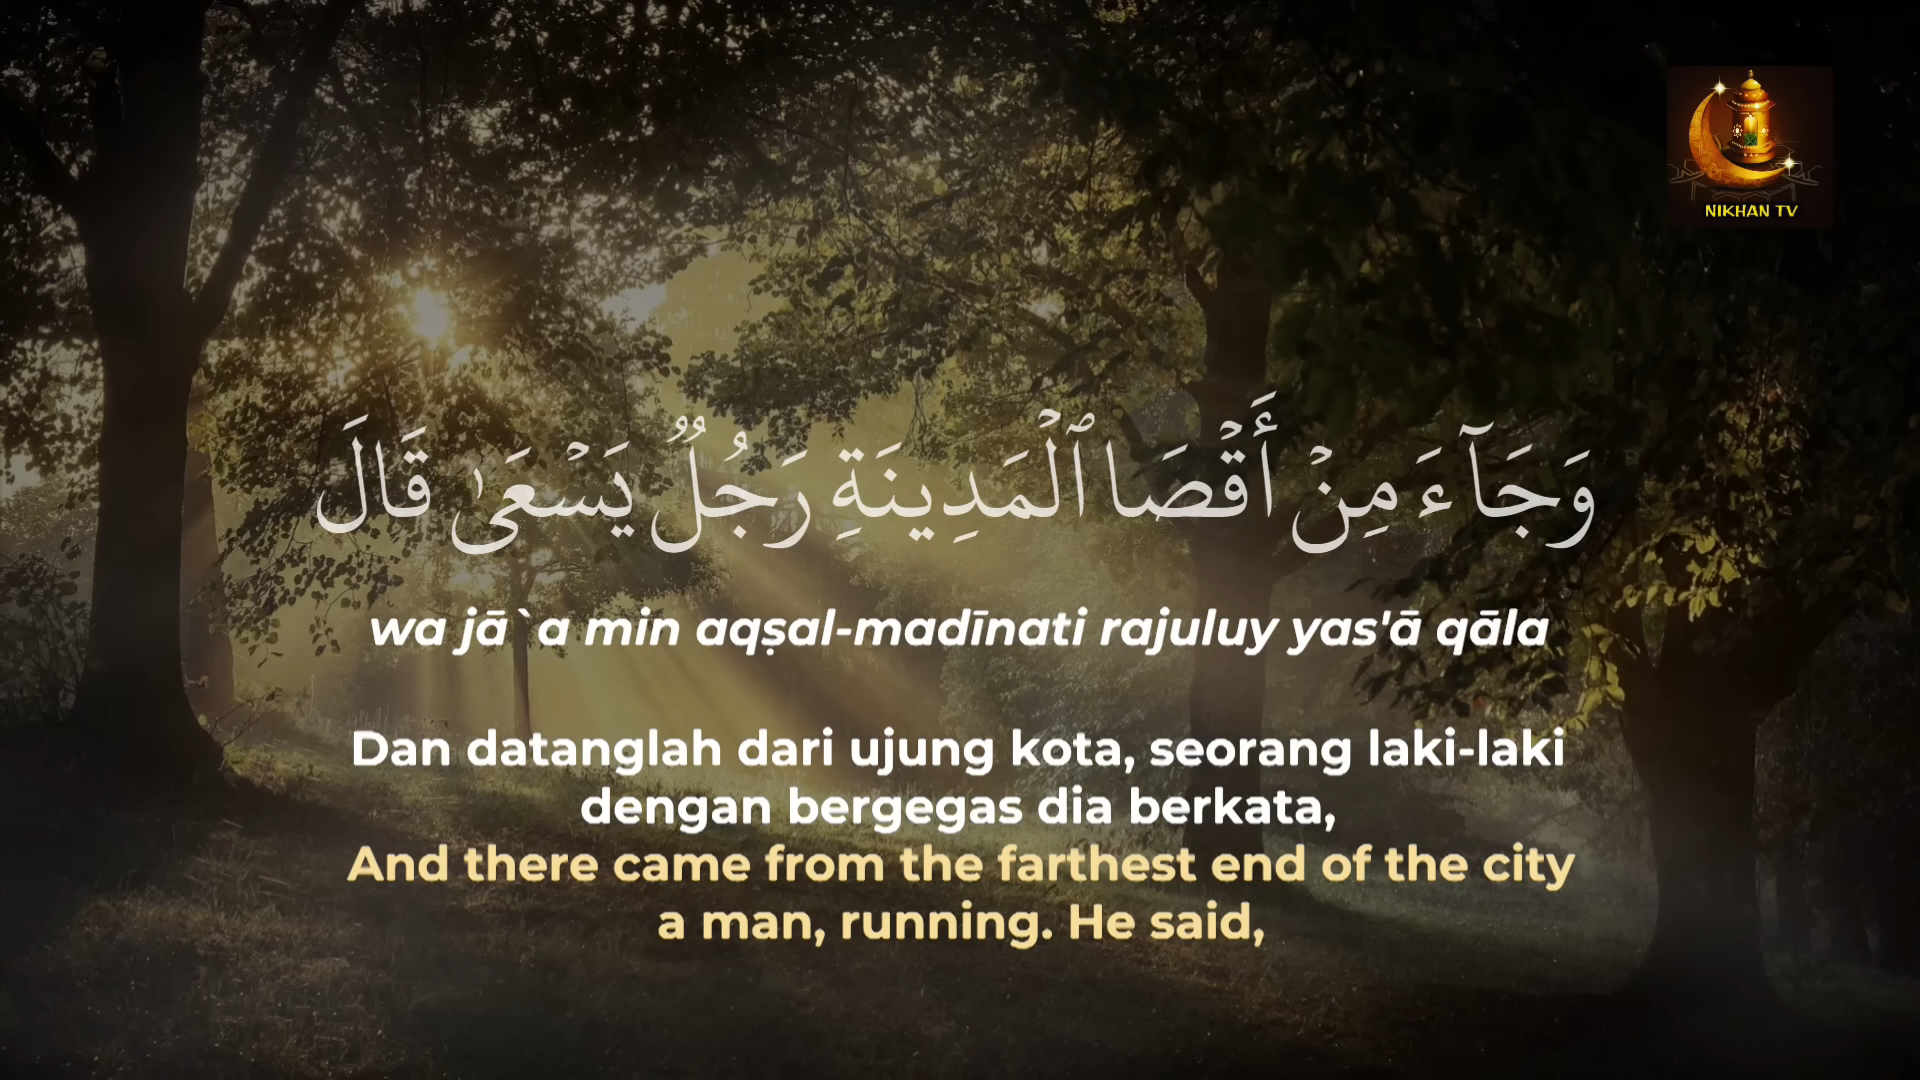 NIKHAN TV
وَجَآءَ مِنْ أَقْصَا ٱلْمَدِينَةِ رَجُلٌ يَسْعَىٰ قَالَ
wa jā`a min aqṣal-madīnati rajuluy yas'ā qāla
Dan datanglah dari ujung kota, seorang laki-laki
dengan bergegas dia berkata,
And there came from the farthest end of the city
a man, running. He said,